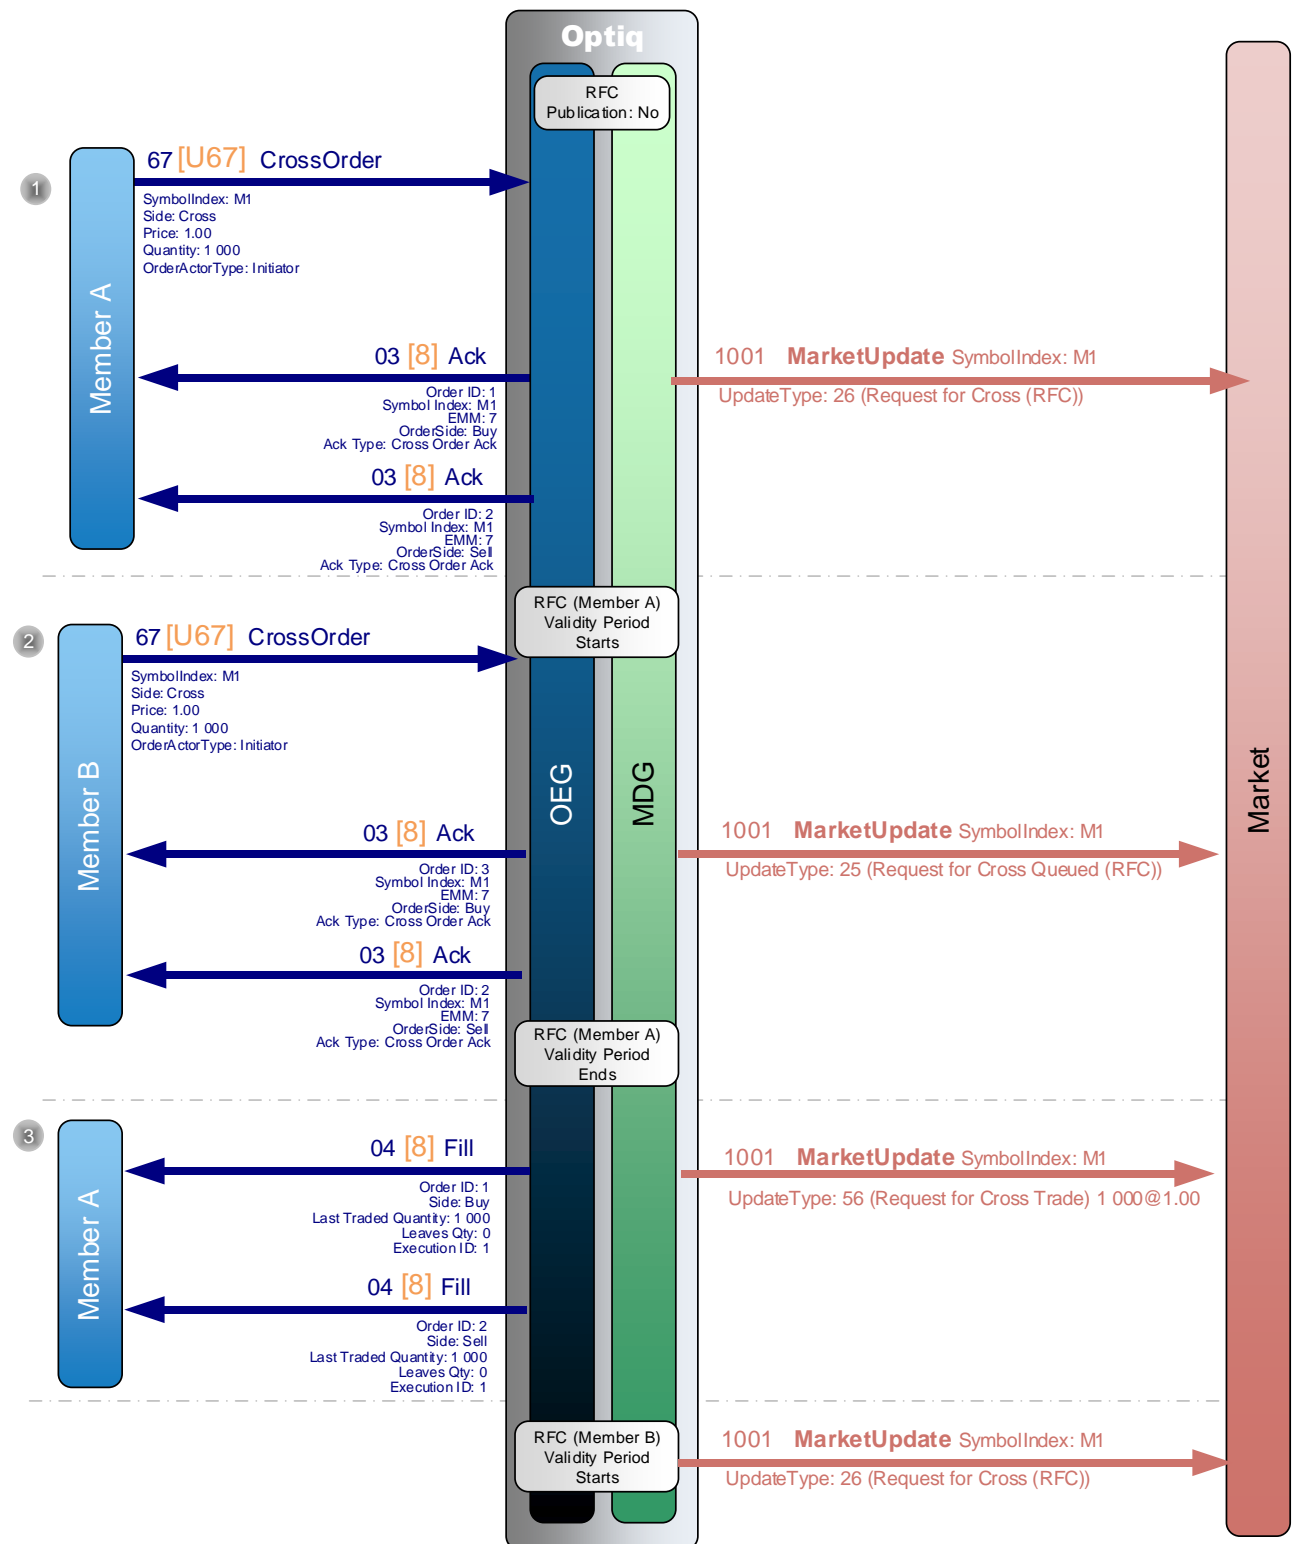 Optiq
RFC
Publication: No
1
Member A
67 [U67] CrossOrder
SymbolIndex: M1
Side: Cross
Price: 1.00
Quantity: 1 000
OrderActorType: Initiator
03 [8] Ack
Order ID: 1
Symbol Index: M1
EMM: 7
OrderSide: Buy
Ack Type: Cross Order Ack
1001 MarketUpdate SymbolIndex: M1
UpdateType: 26 (Request for Cross (RFC))
03 [8] Ack
Order ID: 2
Symbol Index: M1
EMM: 7
OrderSide: Sell
Ack Type: Cross Order Ack
RFC (Member A)
Validity Period
Starts
2
Member B
67 [U67] CrossOrder
SymbolIndex: M1
Side: Cross
Price: 1.00
Quantity: 1 000
OrderActorType: Initiator
OEG
MDG
Market
03 [8] Ack
Order ID: 3
Symbol Index: M1
EMM: 7
OrderSide: Buy
Ack Type: Cross Order Ack
1001 MarketUpdate SymbolIndex: M1
UpdateType: 25 (Request for Cross Queued (RFC))
03 [8] Ack
Order ID: 2
Symbol Index: M1
EMM: 7
OrderSide: Sell
Ack Type: Cross Order Ack
RFC (Member A)
Validity Period
Ends
3
Member A
04 [8] Fill
Order ID: 1
Side: Buy
Last Traded Quantity: 1 000
Leaves Qty: 0
Execution ID: 1
1001 MarketUpdate SymbolIndex: M1
UpdateType: 56 (Request for Cross Trade) 1 000@1.00
04 [8] Fill
Order ID: 2
Side: Sell
Last Traded Quantity: 1 000
Leaves Qty: 0
Execution ID: 1
RFC (Member B)
Validity Period
Starts
1001 MarketUpdate SymbolIndex: M1
UpdateType: 26 (Request for Cross (RFC))